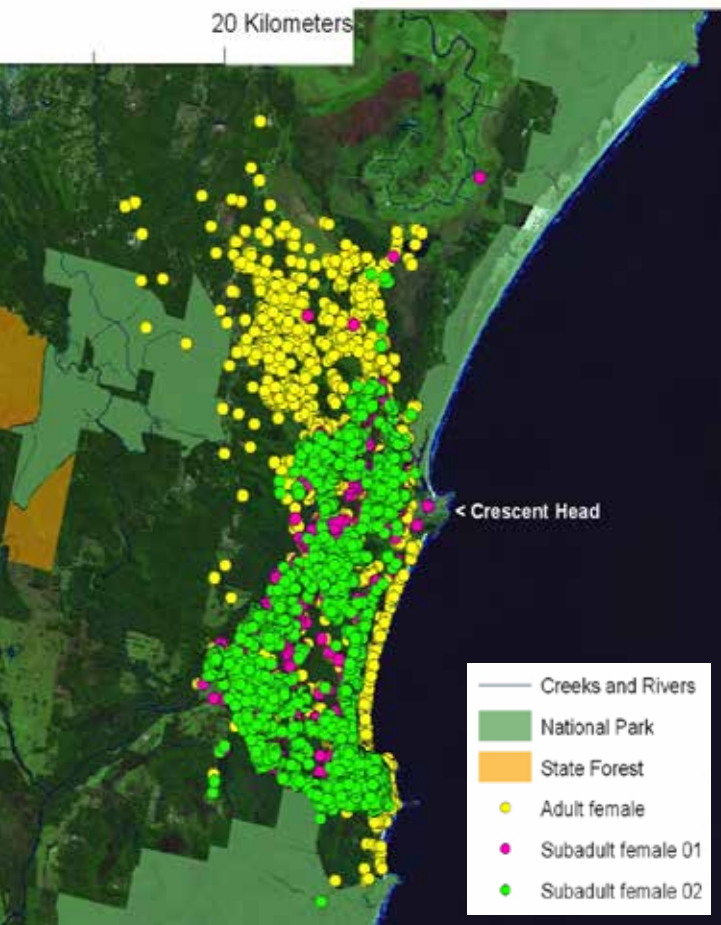 20 Kilometers
< Crescent Head
Creeks and Rivers
National Park
State Forest
Adult female
Subadult female 01
Subadult female 02